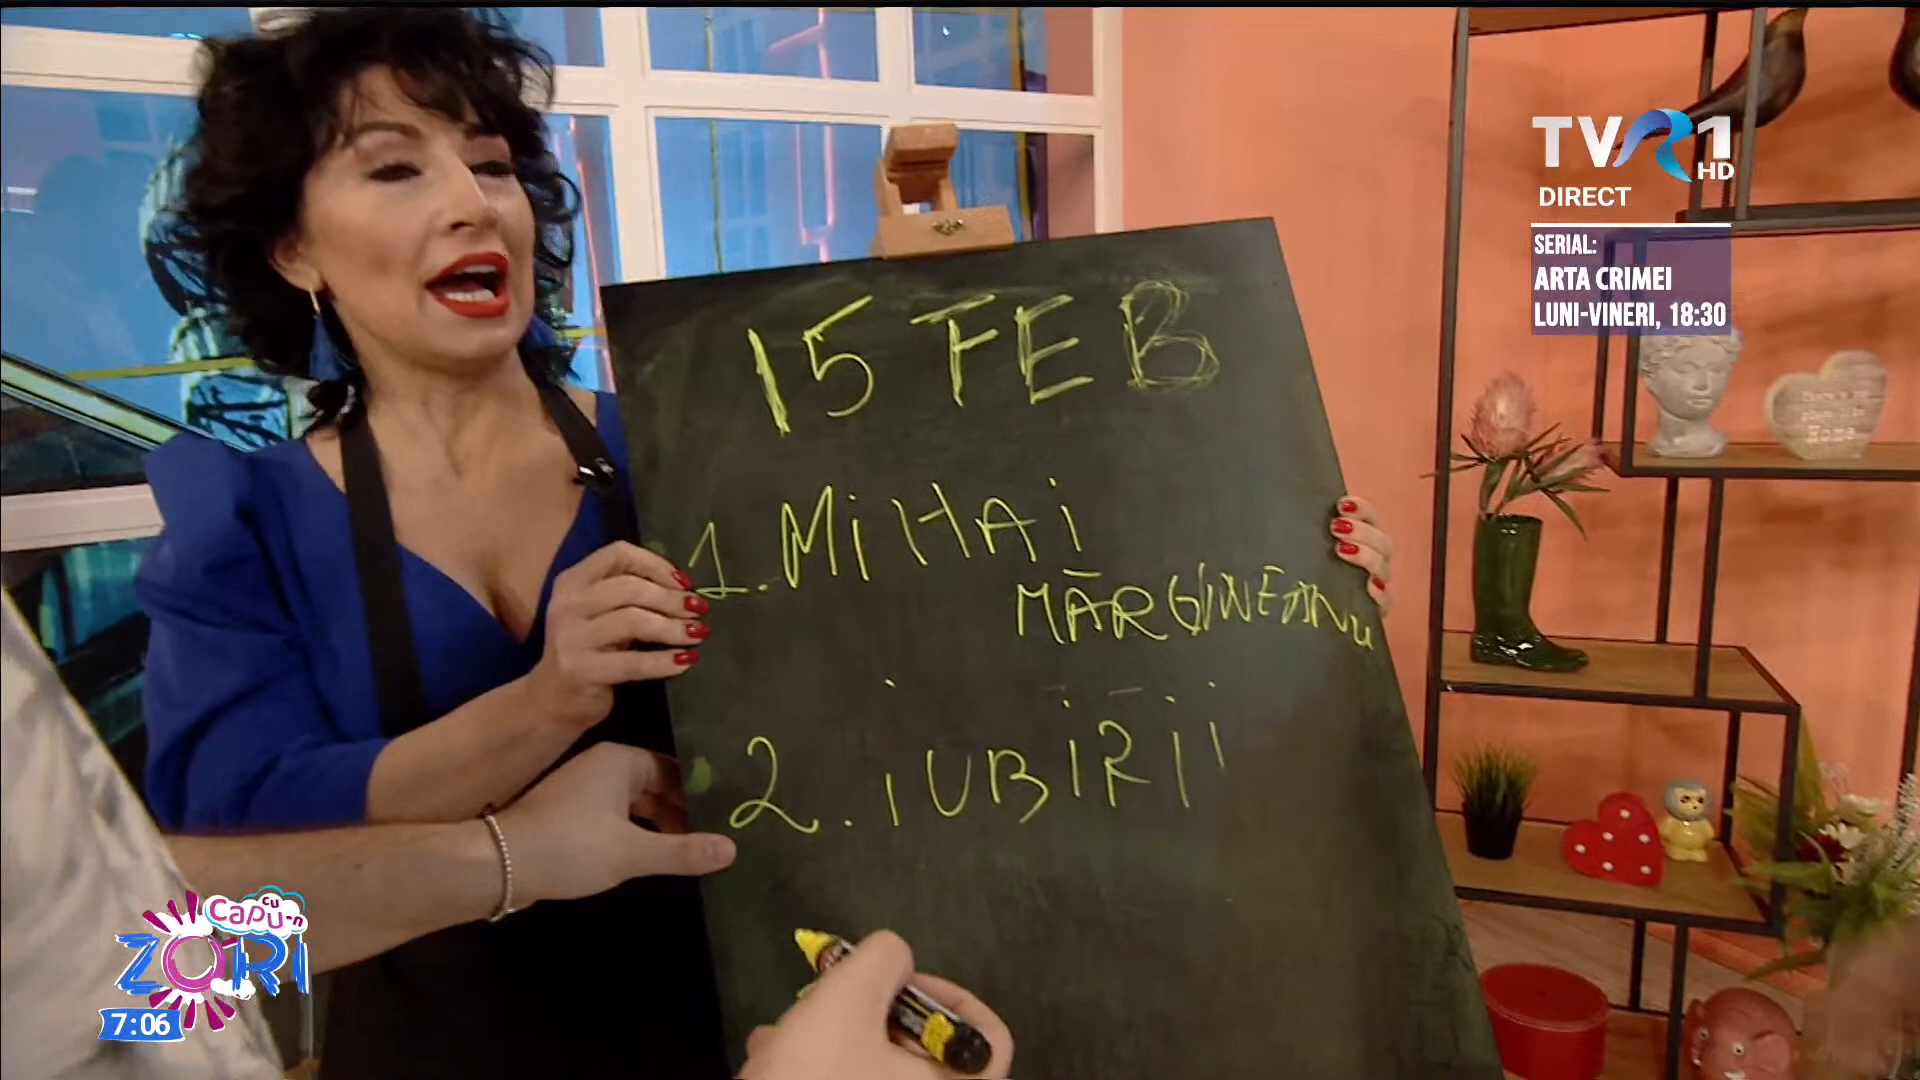 TVR1
HD
DIRECT
SERIAL:
ARTA CRIMEI
LUNI-VINERI, 18:30
15 FEB
1. MiHAi
MĂRGINEANU
2. iUBiRii
Home
cu
Capu-n
ZORI
7:06